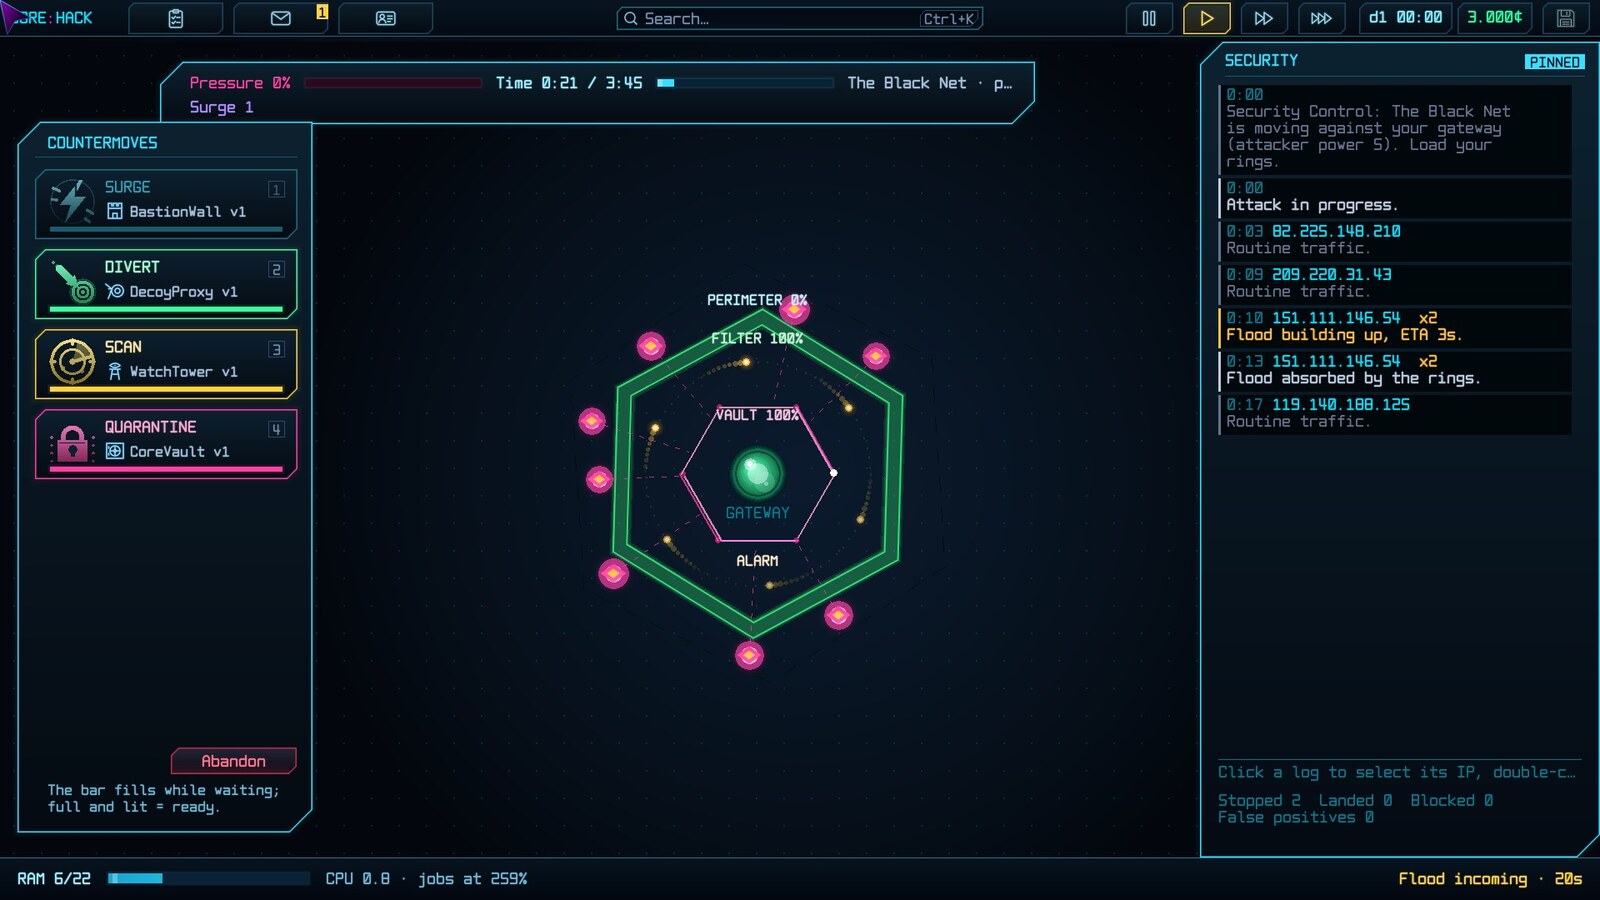 ORE:HACK
1
Search...
Ctrl+K
d1 00:00
3.000¢
Pressure 0%
Time 0:21 / 3:45
The Black Net · p…
Surge 1
COUNTERMOVES
SURGE
1
BastionWall v1
DIVERT
2
DecoyProxy v1
SCAN
3
WatchTower v1
QUARANTINE
4
CoreVault v1
Abandon
The bar fills while waiting;
full and lit = ready.
PERIMETER 0%
FILTER 100%
VAULT 100%
GATEWAY
ALARM
SECURITY
PINNED
0:00
Security Control: The Black Net
is moving against your gateway
(attacker power 5). Load your
rings.
0:00
Attack in progress.
0:03 82.225.148.210
Routine traffic.
0:09 209.220.31.43
Routine traffic.
0:10 151.111.146.54 x2
Flood building up, ETA 3s.
0:13 151.111.146.54 x2
Flood absorbed by the rings.
0:17 119.140.188.125
Routine traffic.
Click a log to select its IP, double-c…
Stopped 2 Landed 0 Blocked 0
False positives 0
RAM 6/22
CPU 0.8 · jobs at 259%
Flood incoming · 20s